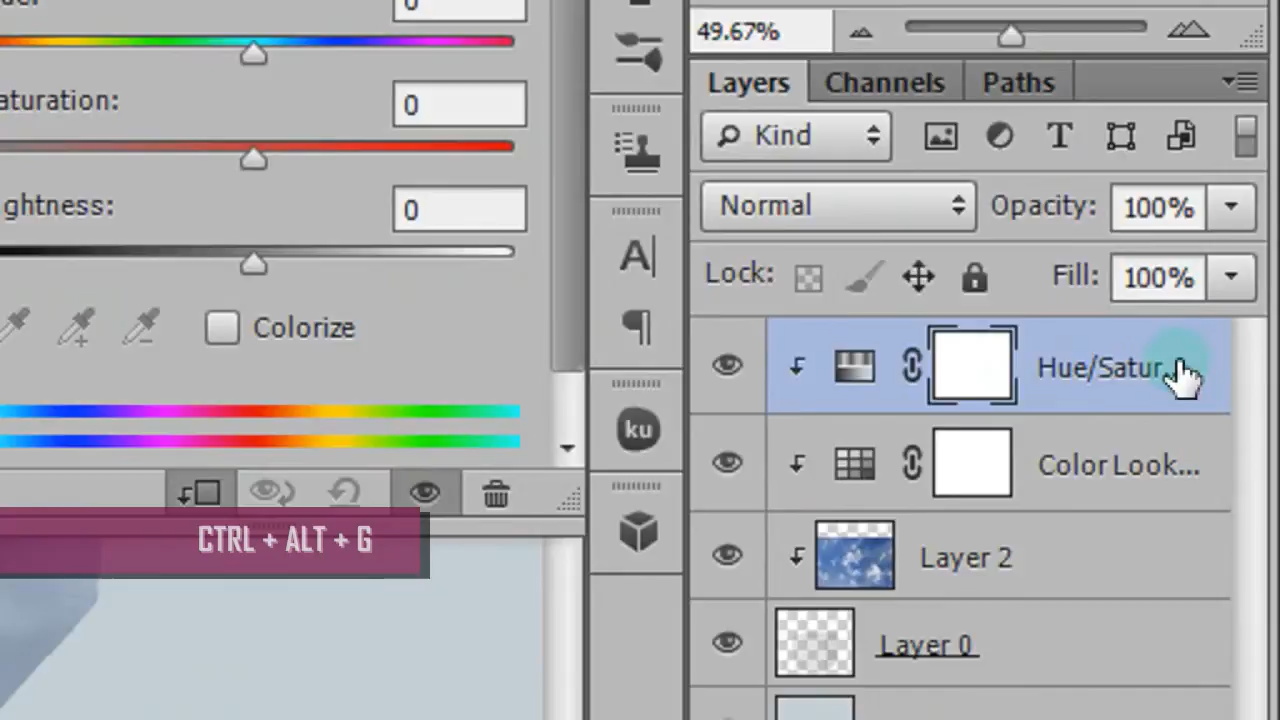 0
49.67%
Layers Channels Paths
aturation: 0
Kind T
ghtness: 0
Normal Opacity: 100%
A
Lock: Fill: 100%
Colorize
Hue/Satur...
ku
Color Look...
CTRL + ALT + G
Layer 2
Layer 0